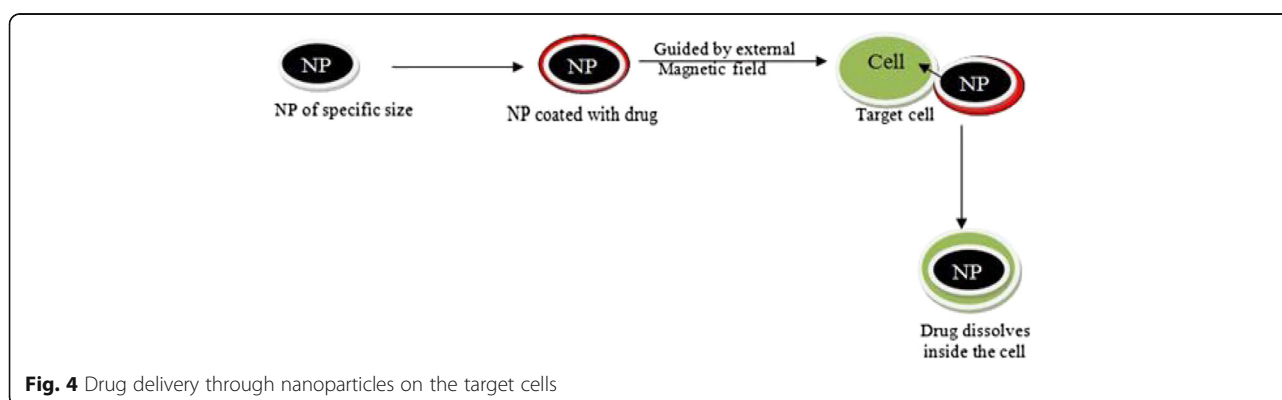 NP
NP of specific size
NP
NP coated with drug
Guided by external
Magnetic field
Cell
NP
Target cell
NP
Drug dissolves
inside the cell
Fig. 4 Drug delivery through nanoparticles on the target cells